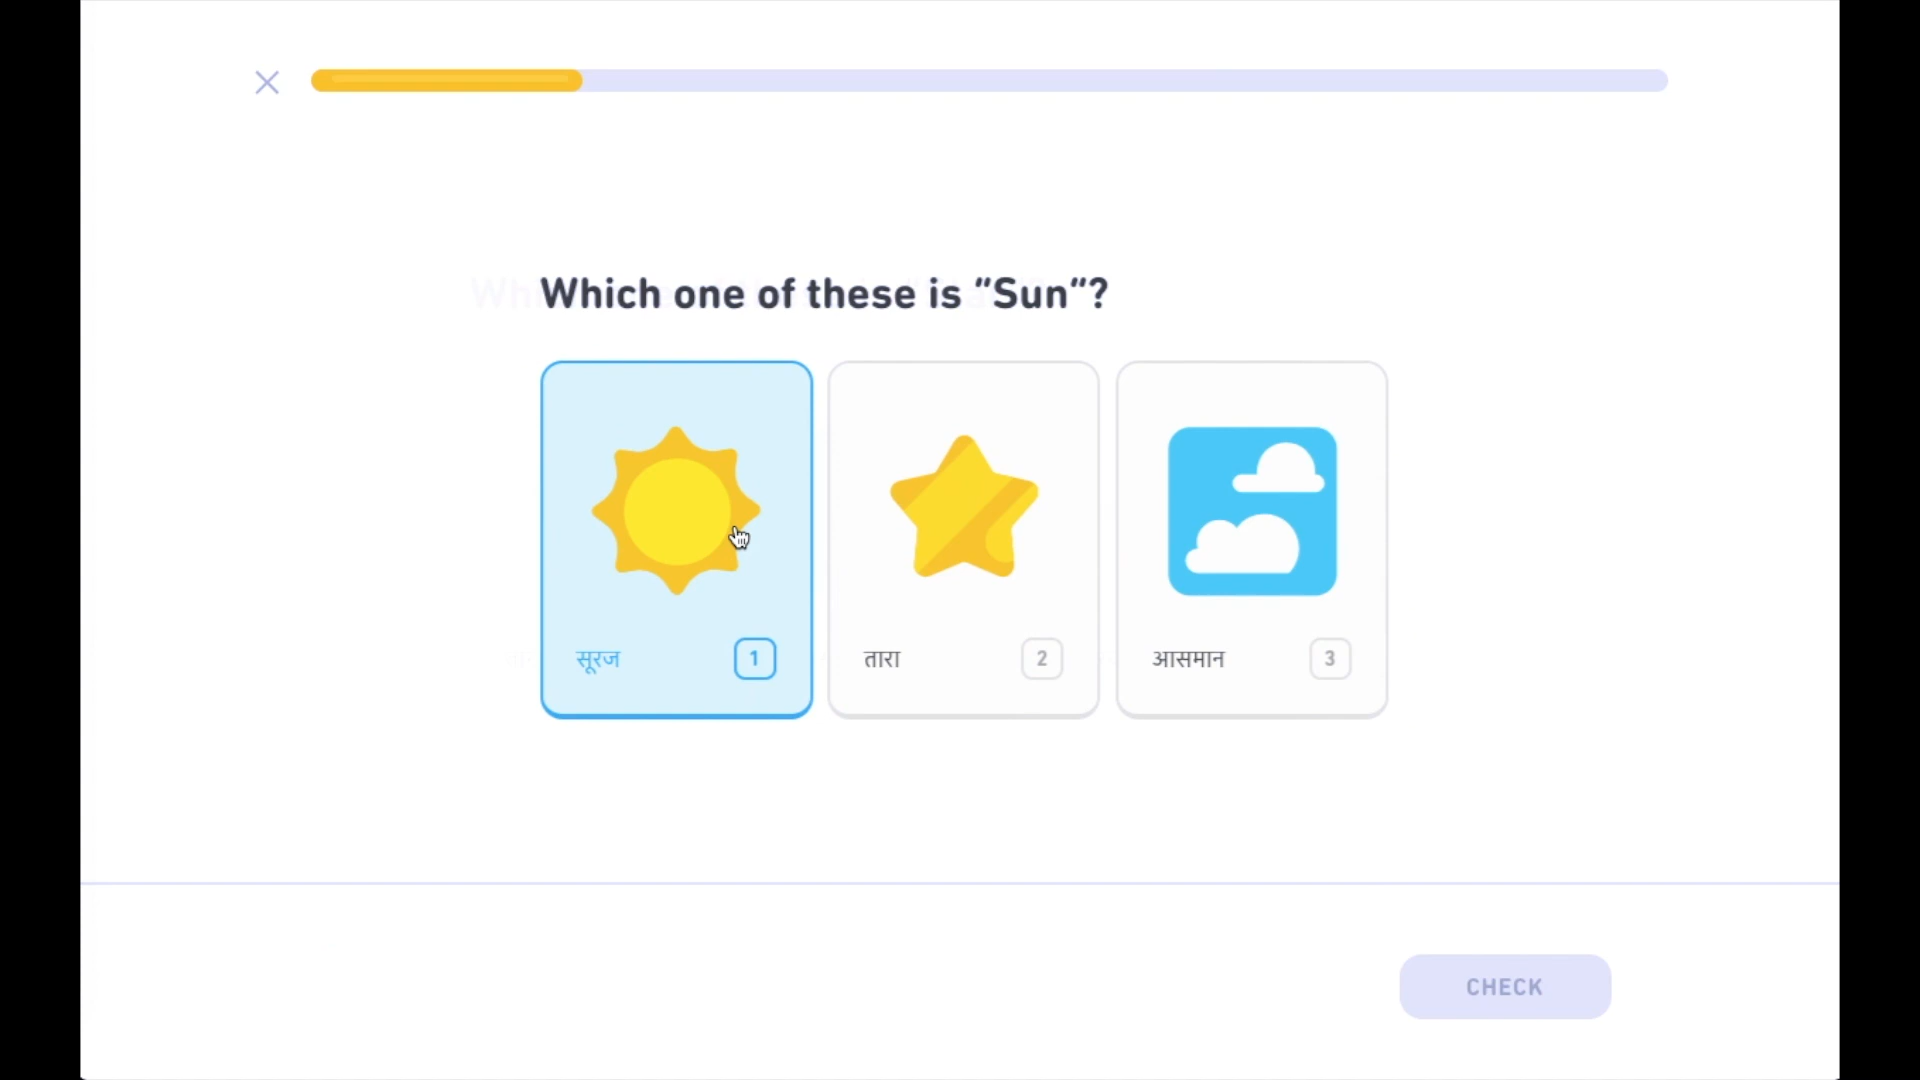 Which one of these is "Sun"?
सूरज 1
तारा 2
आसमान 3
CHECK